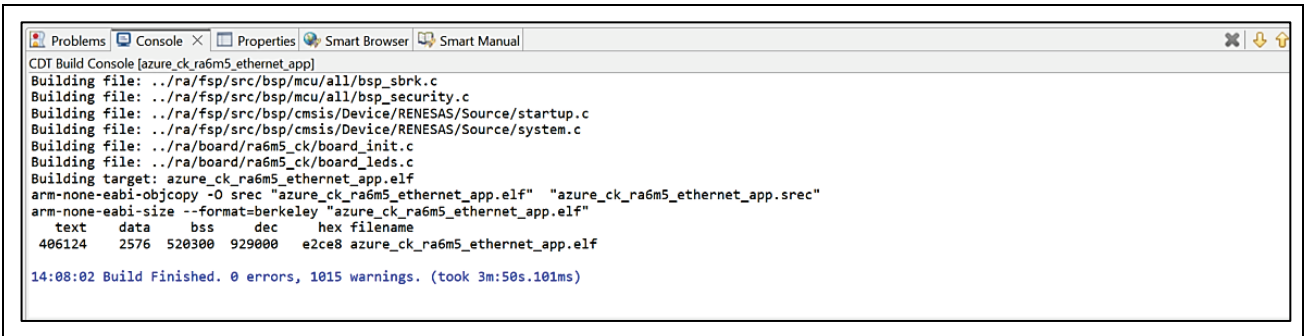 Problems Console Properties Smart Browser Smart Manual
CDT Build Console [azure_ck_ra6m5_ethernet_app]
Building file: ../ra/fsp/src/bsp/mcu/all/bsp_sbrk.c
Building file: ../ra/fsp/src/bsp/mcu/all/bsp_security.c
Building file: ../ra/fsp/src/bsp/cmsis/Device/RENESAS/Source/startup.c
Building file: ../ra/fsp/src/bsp/cmsis/Device/RENESAS/Source/system.c
Building file: ../ra/board/ra6m5_ck/board_init.c
Building file: ../ra/board/ra6m5_ck/board_leds.c
Building target: azure_ck_ra6m5_ethernet_app.elf
arm-none-eabi-objcopy -O srec "azure_ck_ra6m5_ethernet_app.elf" "azure_ck_ra6m5_ethernet_app.srec"
arm-none-eabi-size --format=berkeley "azure_ck_ra6m5_ethernet_app.elf"
text data bss dec hex filename
406124 2576 520300 929000 e2ce8 azure_ck_ra6m5_ethernet_app.elf
14:08:02 Build Finished. 0 errors, 1015 warnings. (took 3m:50s.101ms)